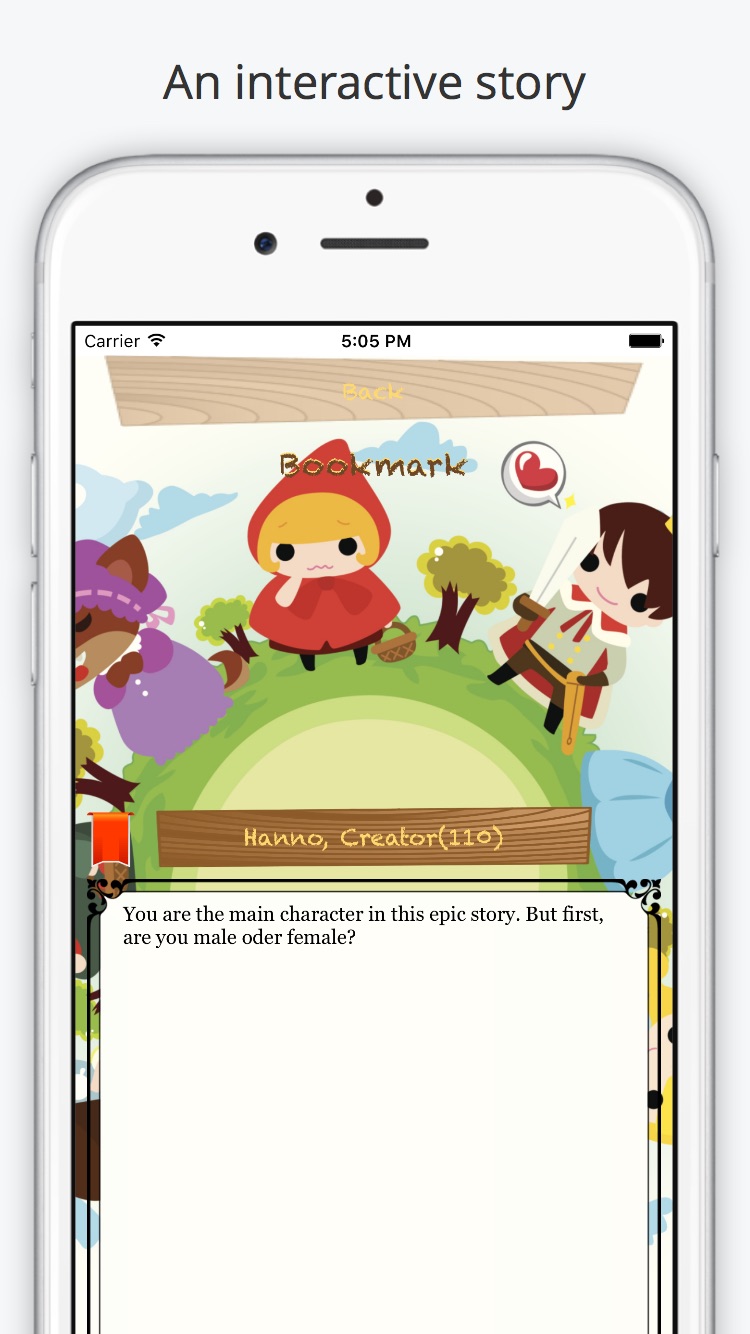 An interactive story
Carrier
5:05 PM
Back
Bookmark
Hanno, Creator(110)
You are the main character in this epic story. But first,
are you male oder female?